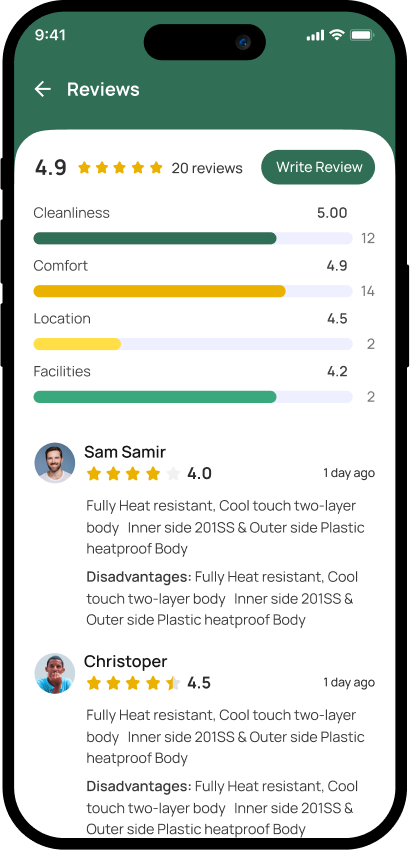 9:41
Reviews
4.9 20 reviews Write Review
Cleanliness 5.00
12
Comfort 4.9
14
Location 4.5
2
Facilities 4.2
2
Sam Samir
4.0 1 day ago
Fully Heat resistant, Cool touch two-layer
body Inner side 201SS & Outer side Plastic
heatproof Body
Disadvantages: Fully Heat resistant, Cool
touch two-layer body Inner side 201SS &
Outer side Plastic heatproof Body
Christoper
4.5 1 day ago
Fully Heat resistant, Cool touch two-layer
body Inner side 201SS & Outer side Plastic
heatproof Body
Disadvantages: Fully Heat resistant, Cool
touch two-layer body Inner side 201SS &
Outer side Plastic heatproof Body